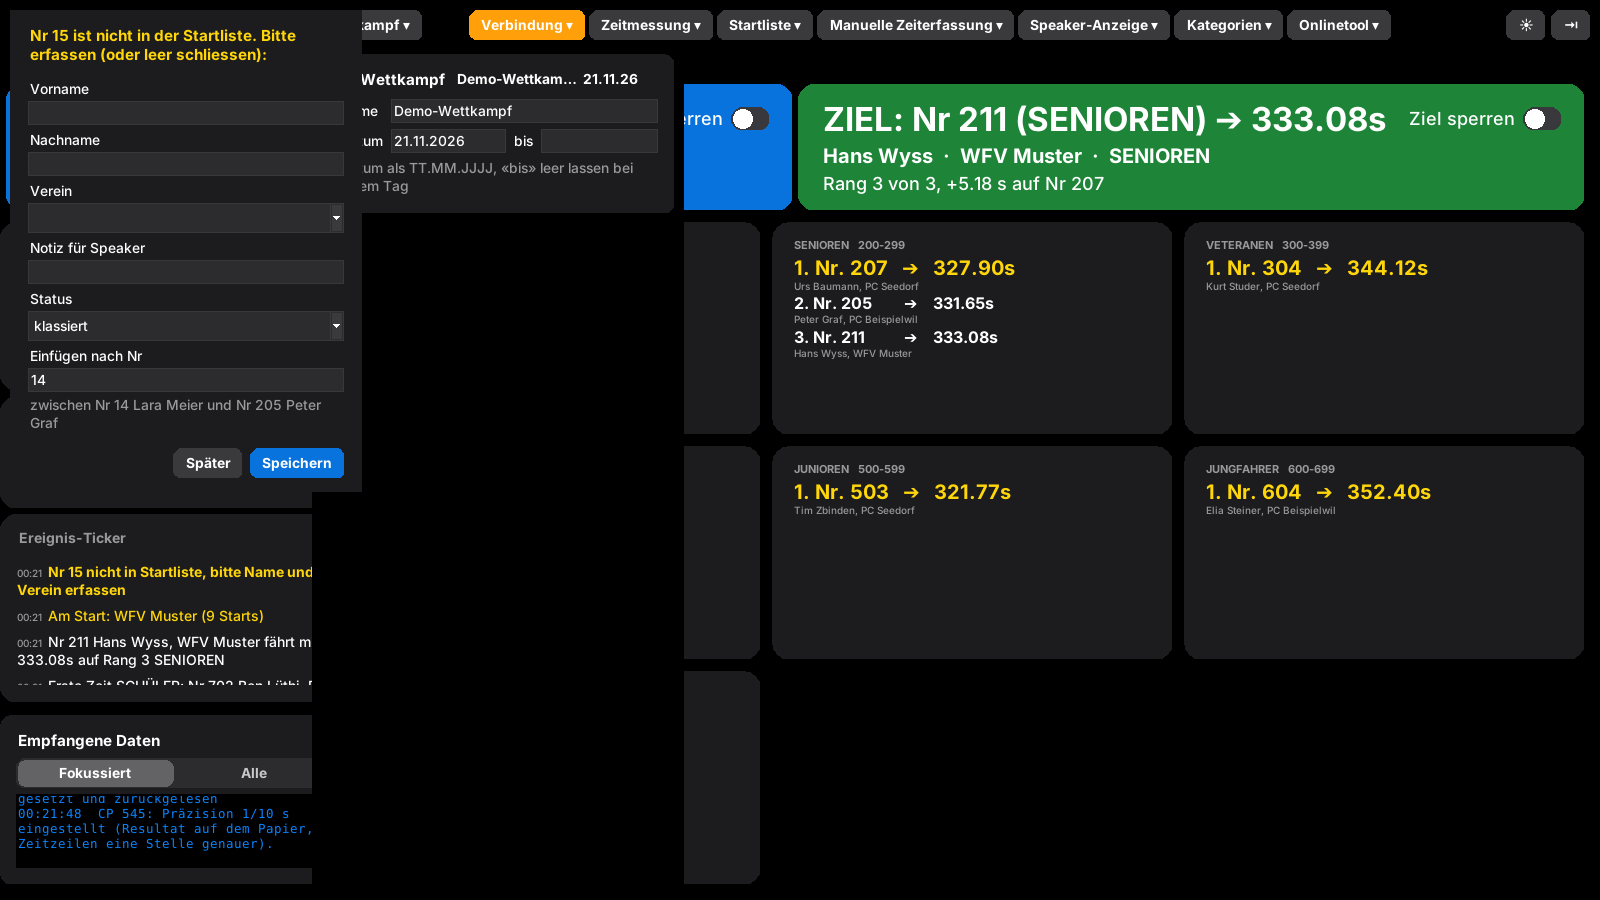 Nr 15 ist nicht in der Startliste. Bitte
erfassen (oder leer schliessen):
Vorname
Nachname
Verein
Notiz für Speaker
Status
klassiert
Einfügen nach Nr
14
zwischen Nr 14 Lara Meier und Nr 205 Peter
Graf
Später
Speichern
Verbindung ▾
Zeitmessung ▾
Startliste ▾
Manuelle Zeiterfassung ▾
Speaker-Anzeige ▾
Kategorien ▾
Onlinetool ▾
Wettkampf Demo-Wettkam... 21.11.26
Demo-Wettkampf
21.11.2026 bis
als TT.MM.JJJJ, «bis» leer lassen bei
Tag
ZIEL: Nr 211 (SENIOREN) → 333.08s
Ziel sperren
Hans Wyss · WFV Muster · SENIOREN
Rang 3 von 3, +5.18 s auf Nr 207
SENIOREN 200-299
1. Nr. 207 → 327.90s
Urs Baumann, PC Seedorf
2. Nr. 205 → 331.65s
Peter Graf, PC Beispielwil
3. Nr. 211 → 333.08s
Hans Wyss, WFV Muster
VETERANEN 300-399
1. Nr. 304 → 344.12s
Kurt Studer, PC Seedorf
JUNIOREN 500-599
1. Nr. 503 → 321.77s
Tim Zbinden, PC Seedorf
JUNGFAHRER 600-699
1. Nr. 604 → 352.40s
Elia Steiner, PC Beispielwil
Ereignis-Ticker
00:21 Nr 15 nicht in Startliste, bitte Name und
Verein erfassen
00:21 Am Start: WFV Muster (9 Starts)
00:21 Nr 211 Hans Wyss, WFV Muster fährt
333.08s auf Rang 3 SENIOREN
Empfangene Daten
Fokussiert
Alle
gesetzt und zurückgelesen
00:21:48 CP 545: Präzision 1/10 s
eingestellt (Resultat auf dem Papier,
Zeitzeilen eine Stelle genauer).